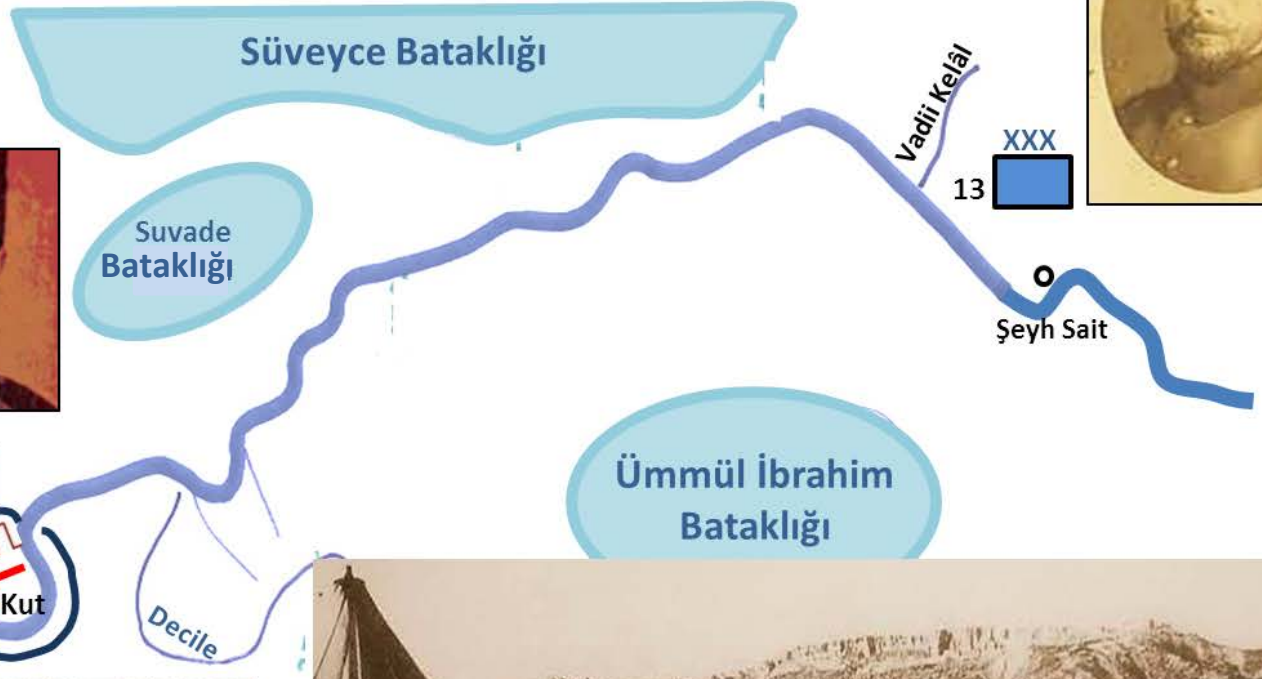 Süveyce Bataklığı
Vadii Kelâl
XXX
13
Suvade
Bataklığı
Şeyh Sait
Ümmül İbrahim
Bataklığı
Kut
Decile